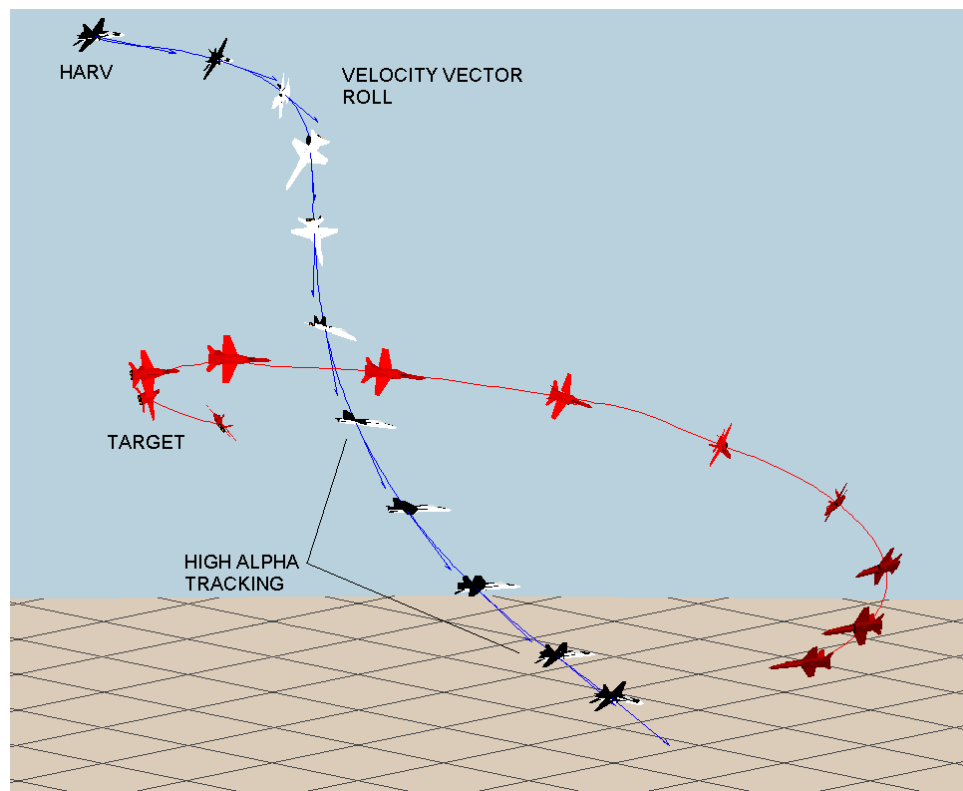 HARV
VELOCITY VECTOR
ROLL
TARGET
HIGH ALPHA
TRACKING